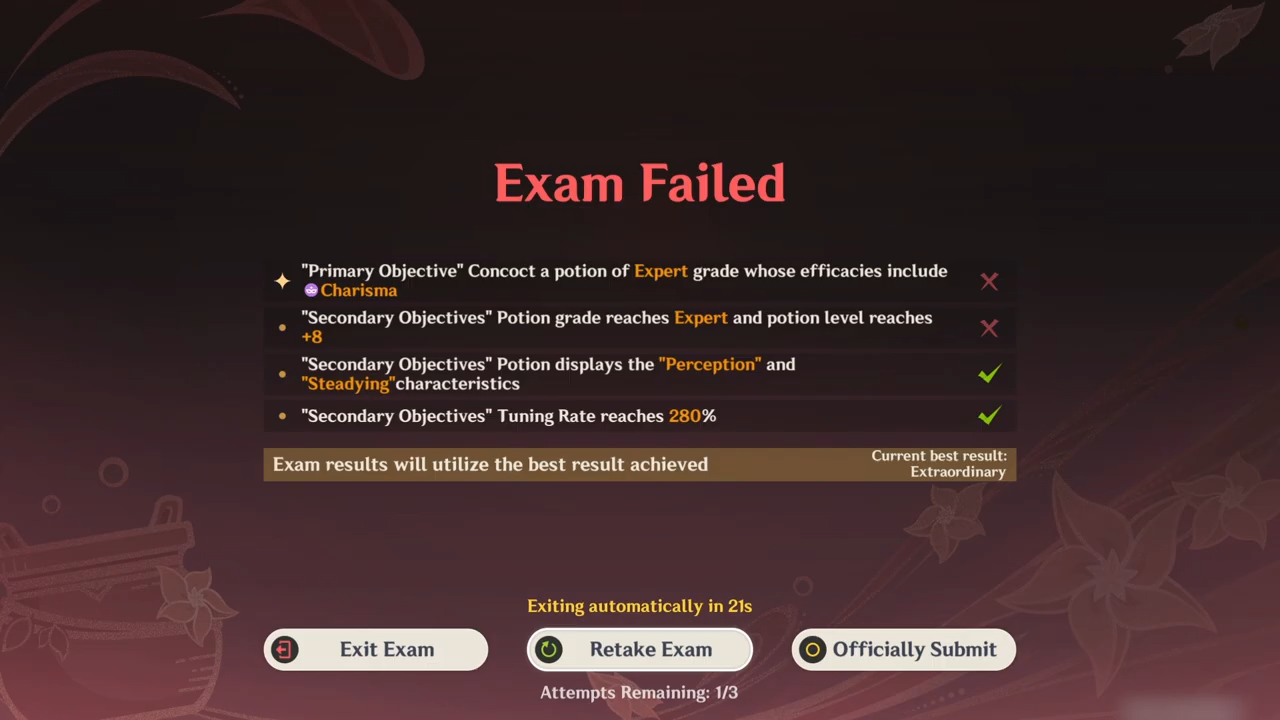 Exam Failed
"Primary Objective" Concoct a potion of Expert grade whose efficacies include
Charisma
"Secondary Objectives" Potion grade reaches Expert and potion level reaches
+8
"Secondary Objectives" Potion displays the "Perception" and
"Steadying"characteristics
"Secondary Objectives" Tuning Rate reaches 280%
Exam results will utilize the best result achieved
Current best result:
Extraordinary
Exiting automatically in 21s
Exit Exam
Retake Exam
Officially Submit
Attempts Remaining: 1/3